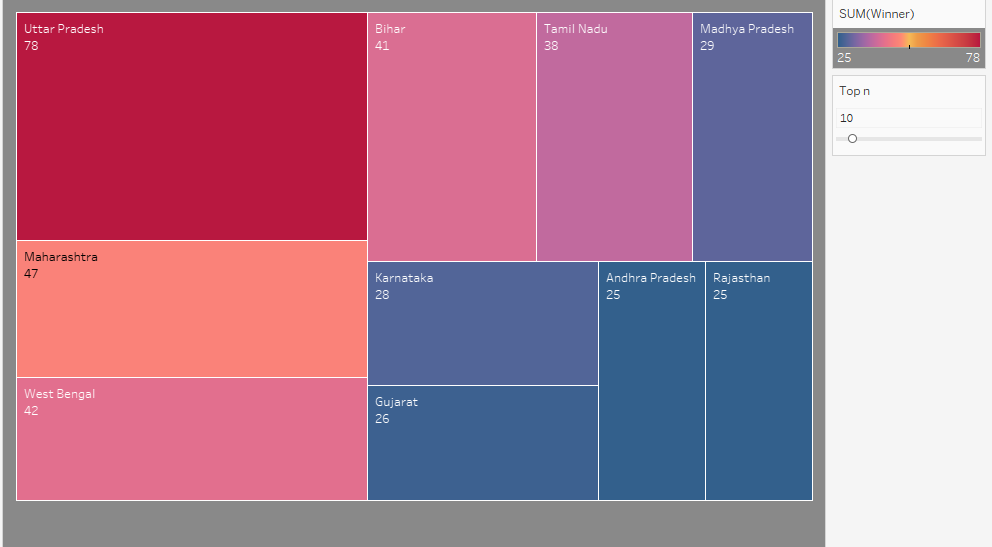 Uttar Pradesh
78
Bihar
41
Tamil Nadu
38
Madhya Pradesh
29
Maharashtra
47
West Bengal
42
Karnataka
28
Gujarat
26
Andhra Pradesh
25
Rajasthan
25
SUM(Winner)
25 78
Top n
10